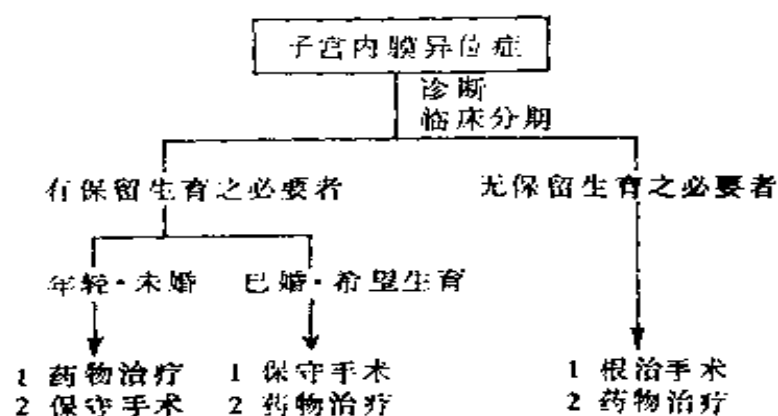 子宫内膜异位症
诊断
临床分期
有保留生育之必要者
无保留生育之必要者
年轻·未婚
已婚·希望生育
1 药物治疗
2 保守手术
1 保守手术
2 药物治疗
1 根治手术
2 药物治疗